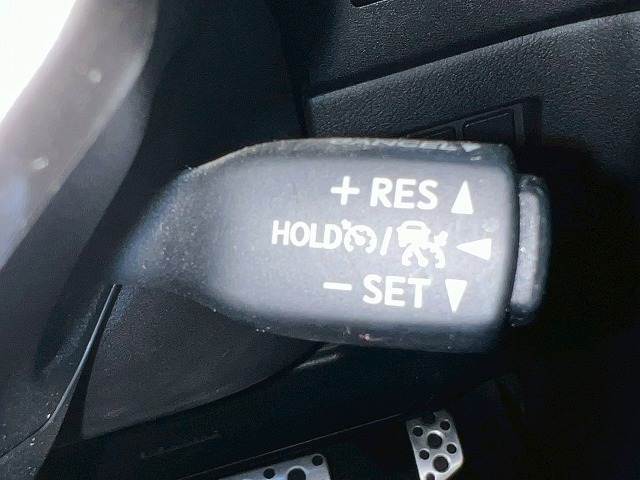 + RES
HOLD /
− SET